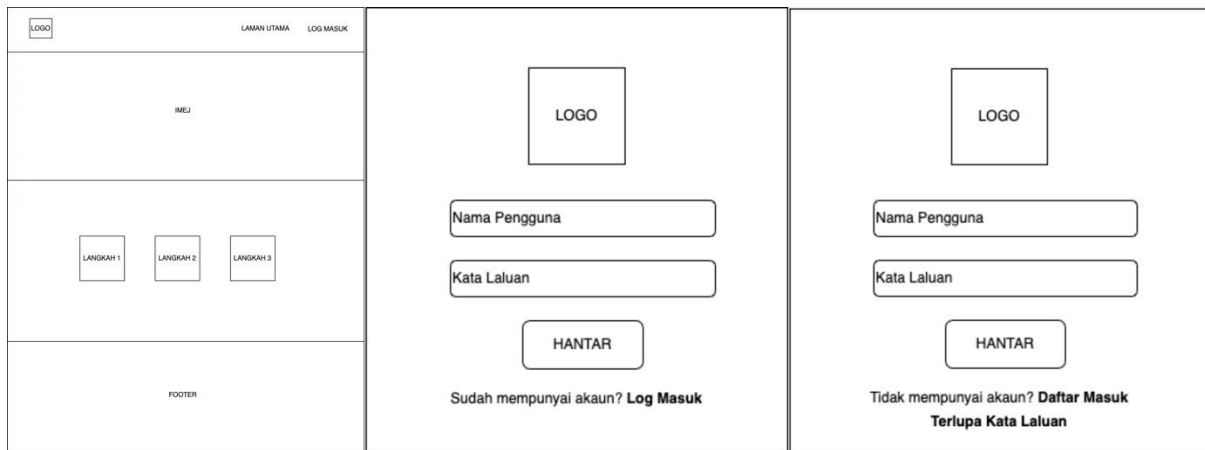 LOGO
LAMAN UTAMA
LOG MASUK
IMEJ
LANGKAH 1
LANGKAH 2
LANGKAH 3
FOOTER
LOGO
Nama Pengguna
Kata Laluan
HANTAR
Sudah mempunyai akaun? Log Masuk
LOGO
Nama Pengguna
Kata Laluan
HANTAR
Tidak mempunyai akaun? Daftar Masuk
Terlupa Kata Laluan